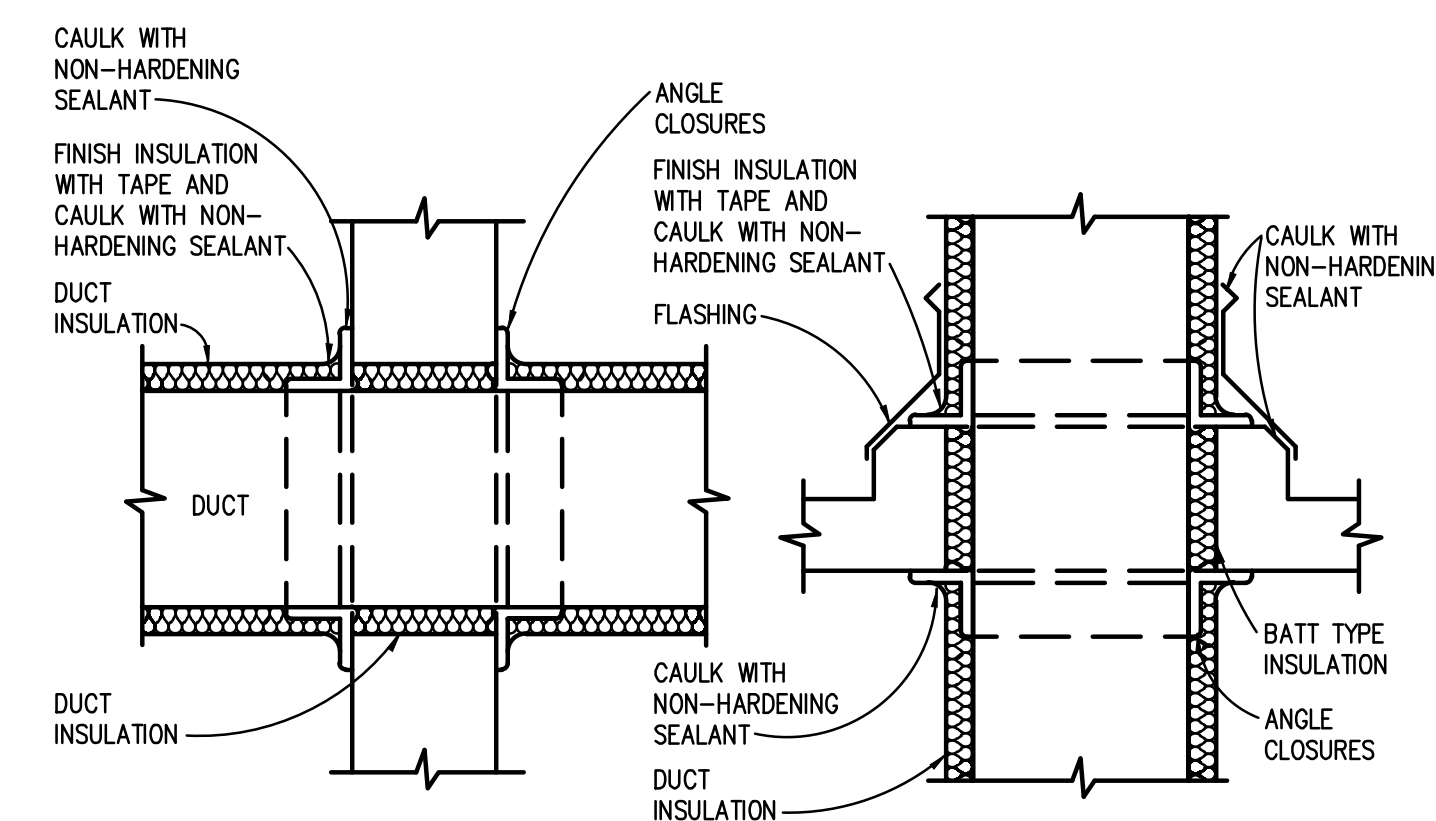 CAULK WITH
NON-HARDENING
SEALANT
FINISH INSULATION
WITH TAPE AND
CAULK WITH NON-
HARDENING SEALANT
DUCT
INSULATION
DUCT
DUCT
INSULATION
ANGLE
CLOSURES
FINISH INSULATION
WITH TAPE AND
CAULK WITH NON-
HARDENING SEALANT
FLASHING
CAULK WITH
NON-HARDENING
SEALANT
DUCT
INSULATION
CAULK WITH
NON-HARDENIN
SEALANT
BATT TYPE
INSULATION
ANGLE
CLOSURES